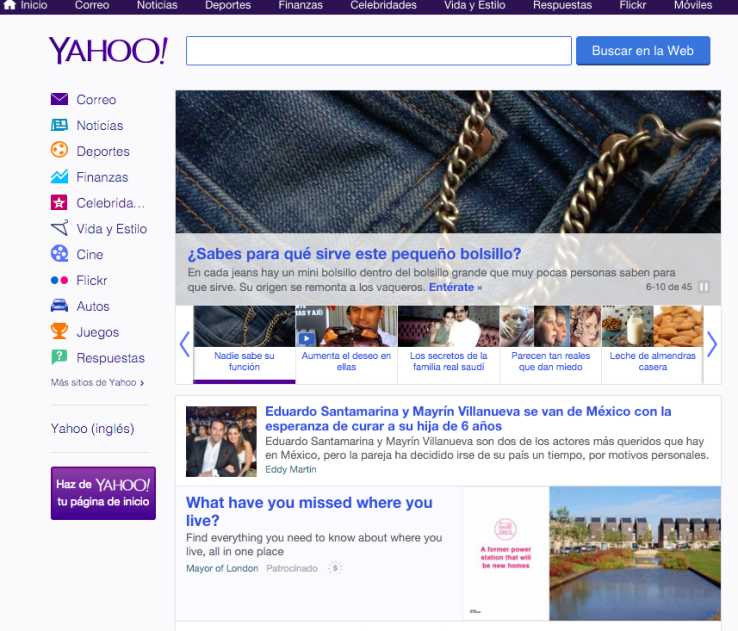 Inicio Correo Noticias Deportes Finanzas Celebridades Vida y Estilo Respuestas Flickr Móviles
YAHOO!
Buscar en la Web
Correo
Noticias
Deportes
Finanzas
Celebrida...
Vida y Estilo
Cine
Flickr
Autos
Juegos
Respuestas
Más sitios de Yahoo ›
Yahoo (inglés)
Haz de YAHOO!
tu página de inicio
¿Sabes para qué sirve este pequeño bolsillo?
En cada jeans hay un mini bolsillo dentro del bolsillo grande que muy pocas personas saben para
que sirve. Su origen se remonta a los vaqueros. Entérate »
6-10 de 45
Nadie sabe su
función
Aumenta el deseo en
ellas
Los secretos de la
familia real saudí
Parecen tan reales
que dan miedo
Leche de almendras
casera
Eduardo Santamarina y Mayrín Villanueva se van de México con la
esperanza de curar a su hija de 6 años
Eduardo Santamarina y Mayrín Villanueva son dos de los actores más queridos que hay
en México, pero la pareja ha decidido irse de su país un tiempo, por motivos personales.
Eddy Martin
What have you missed where you
live?
Find everything you need to know about where you
live, all in one place
Mayor of London Patrocinado $
A former power
station that will
be new homes